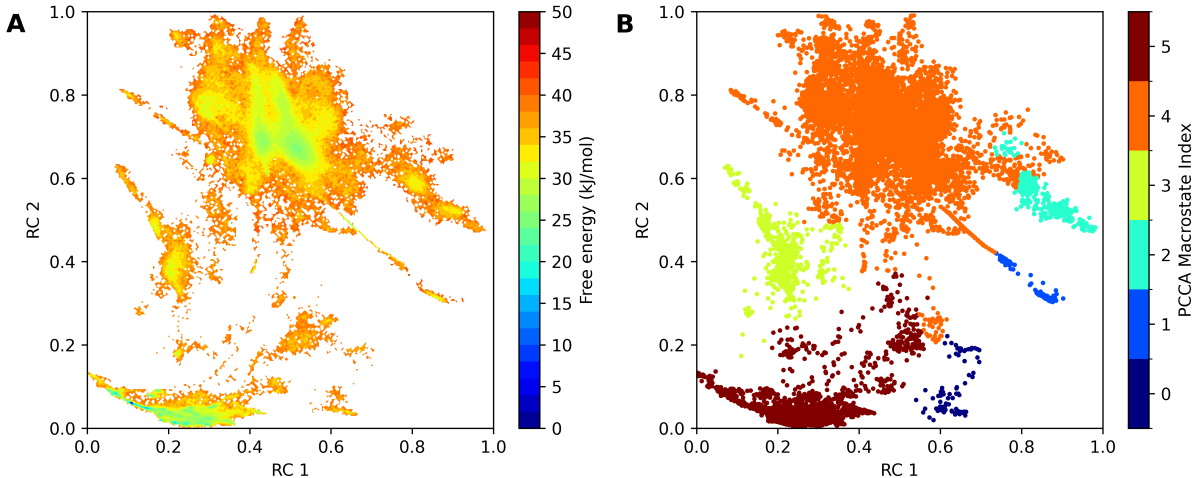 A
1.0
0.8
0.6
0.4
0.2
0.0
RC 2
0.0 0.2 0.4 0.6 0.8 1.0
RC 1
50
45
40
35
30
25
20
15
10
5
0
Free energy (kJ/mol)
B
1.0
0.8
0.6
0.4
0.2
0.0
RC 2
0.0 0.2 0.4 0.6 0.8 1.0
RC 1
5
4
3
2
1
0
PCCA Macrostate Index